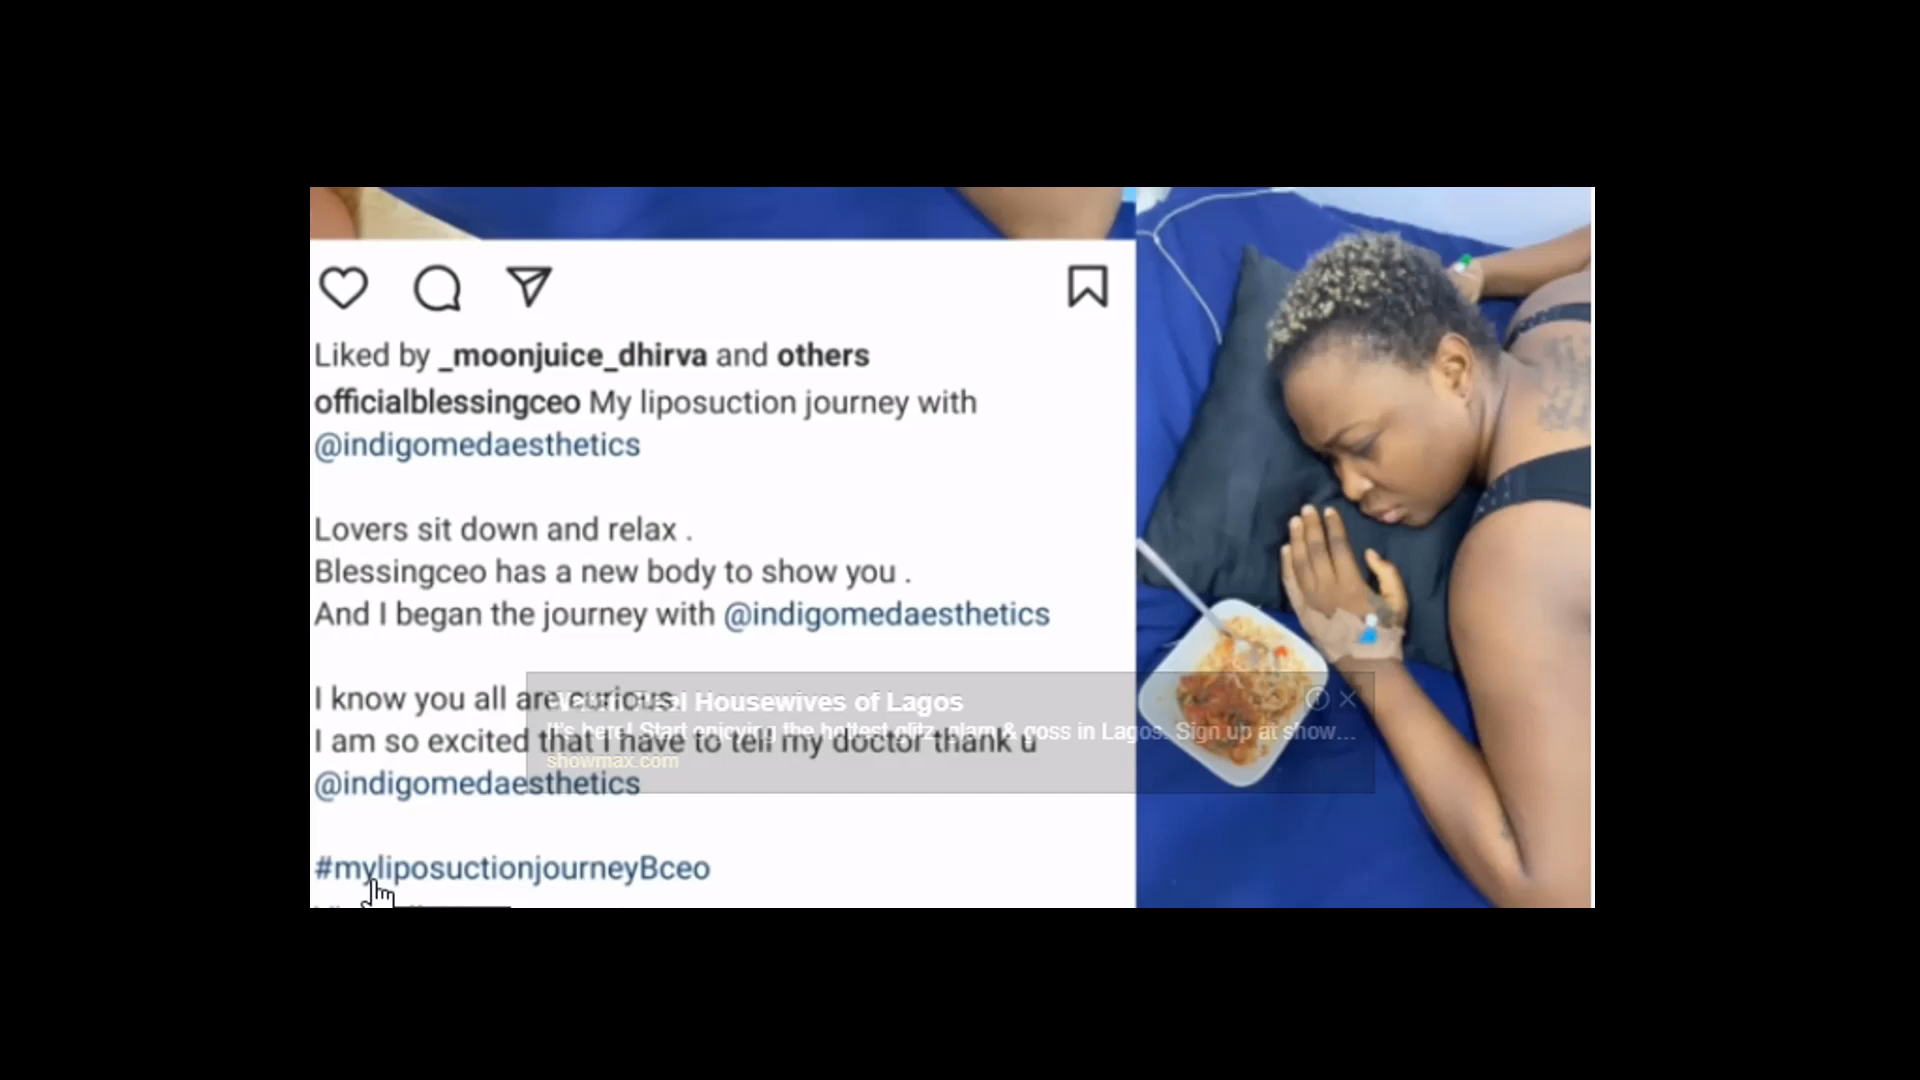 Liked by _moonjuice_dhirva and others
officialblessingceo My liposuction journey with
@indigomedaesthetics
Lovers sit down and relax .
Blessingceo has a new body to show you .
And I began the journey with @indigomedaesthetics
I know you all are curious.
I am so excited that I have to tell my doctor thank u
@indigomedaesthetics
#myliposuctionjourneyBceo
Real Housewives of Lagos
It's here! Start enjoying the hottest glitz, glam & goss in Lagos. Sign up at show...
showmax.com